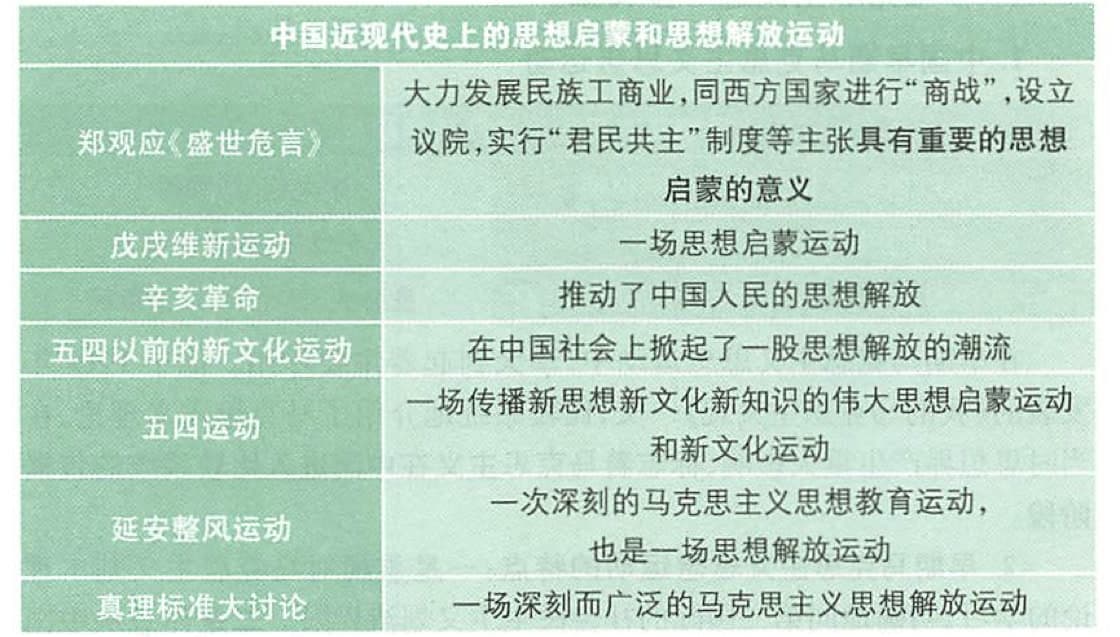 中国近现代史上的思想启蒙和思想解放运动
郑观应《盛世危言》
大力发展民族工商业,同西方国家进行“商战”,设立
议院,实行“君民共主”制度等主张具有重要的思想
启蒙的意义
戊戌维新运动
一场思想启蒙运动
辛亥革命
推动了中国人民的思想解放
五四以前的新文化运动
在中国社会上掀起了一股思想解放的潮流
五四运动
一场传播新思想新文化新知识的伟大思想启蒙运动
和新文化运动
延安整风运动
一次深刻的马克思主义思想教育运动,
也是一场思想解放运动
真理标准大讨论
一场深刻而广泛的马克思主义思想解放运动